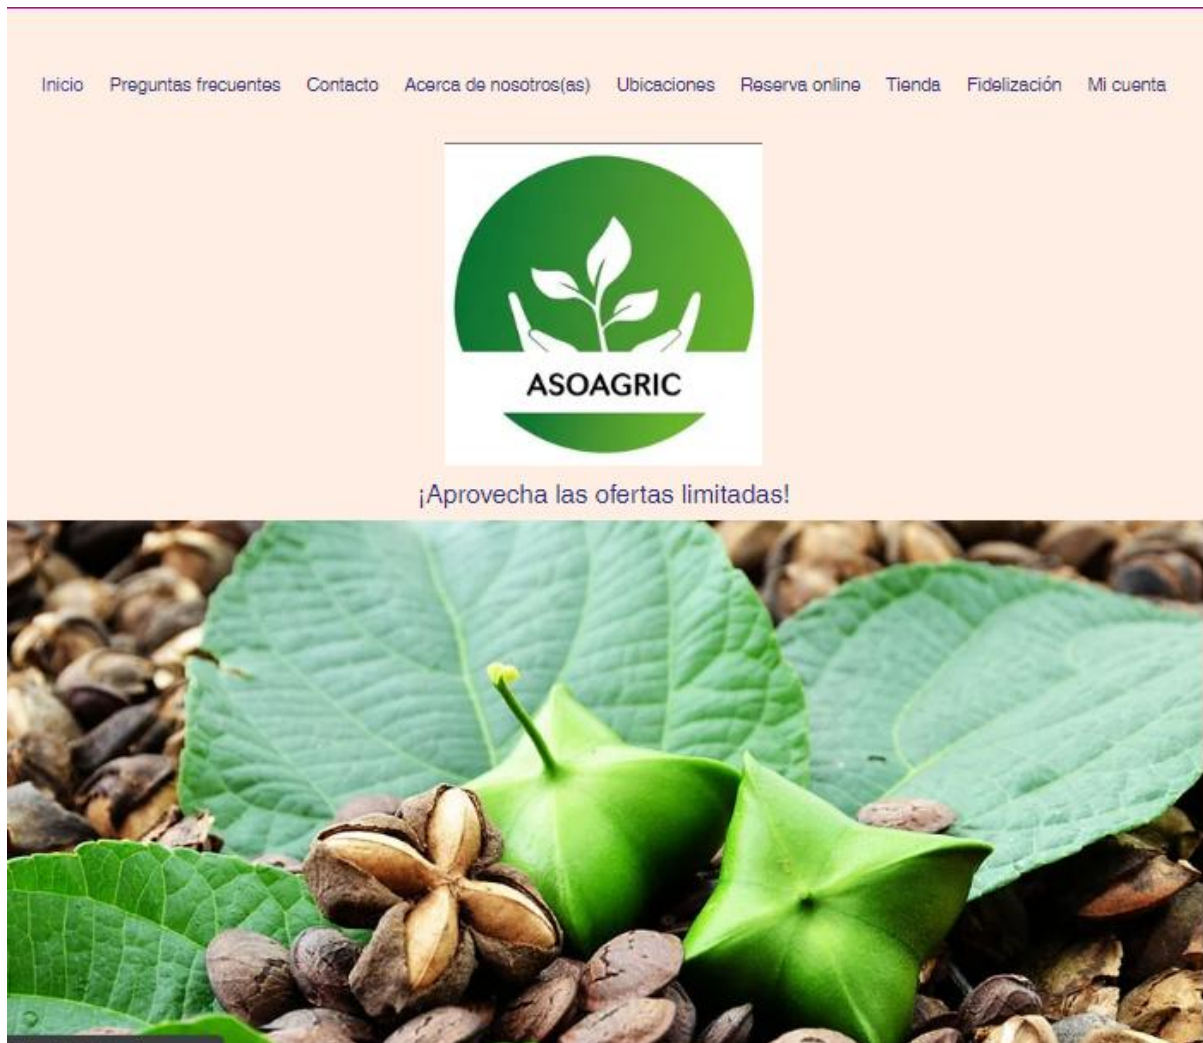 Inicio Preguntas frecuentes Contacto Acerca de nosotros(as) Ubicaciones Reserva online Tienda Fidelización Mi cuenta
ASOAGRIC
¡Aprovecha las ofertas limitadas!